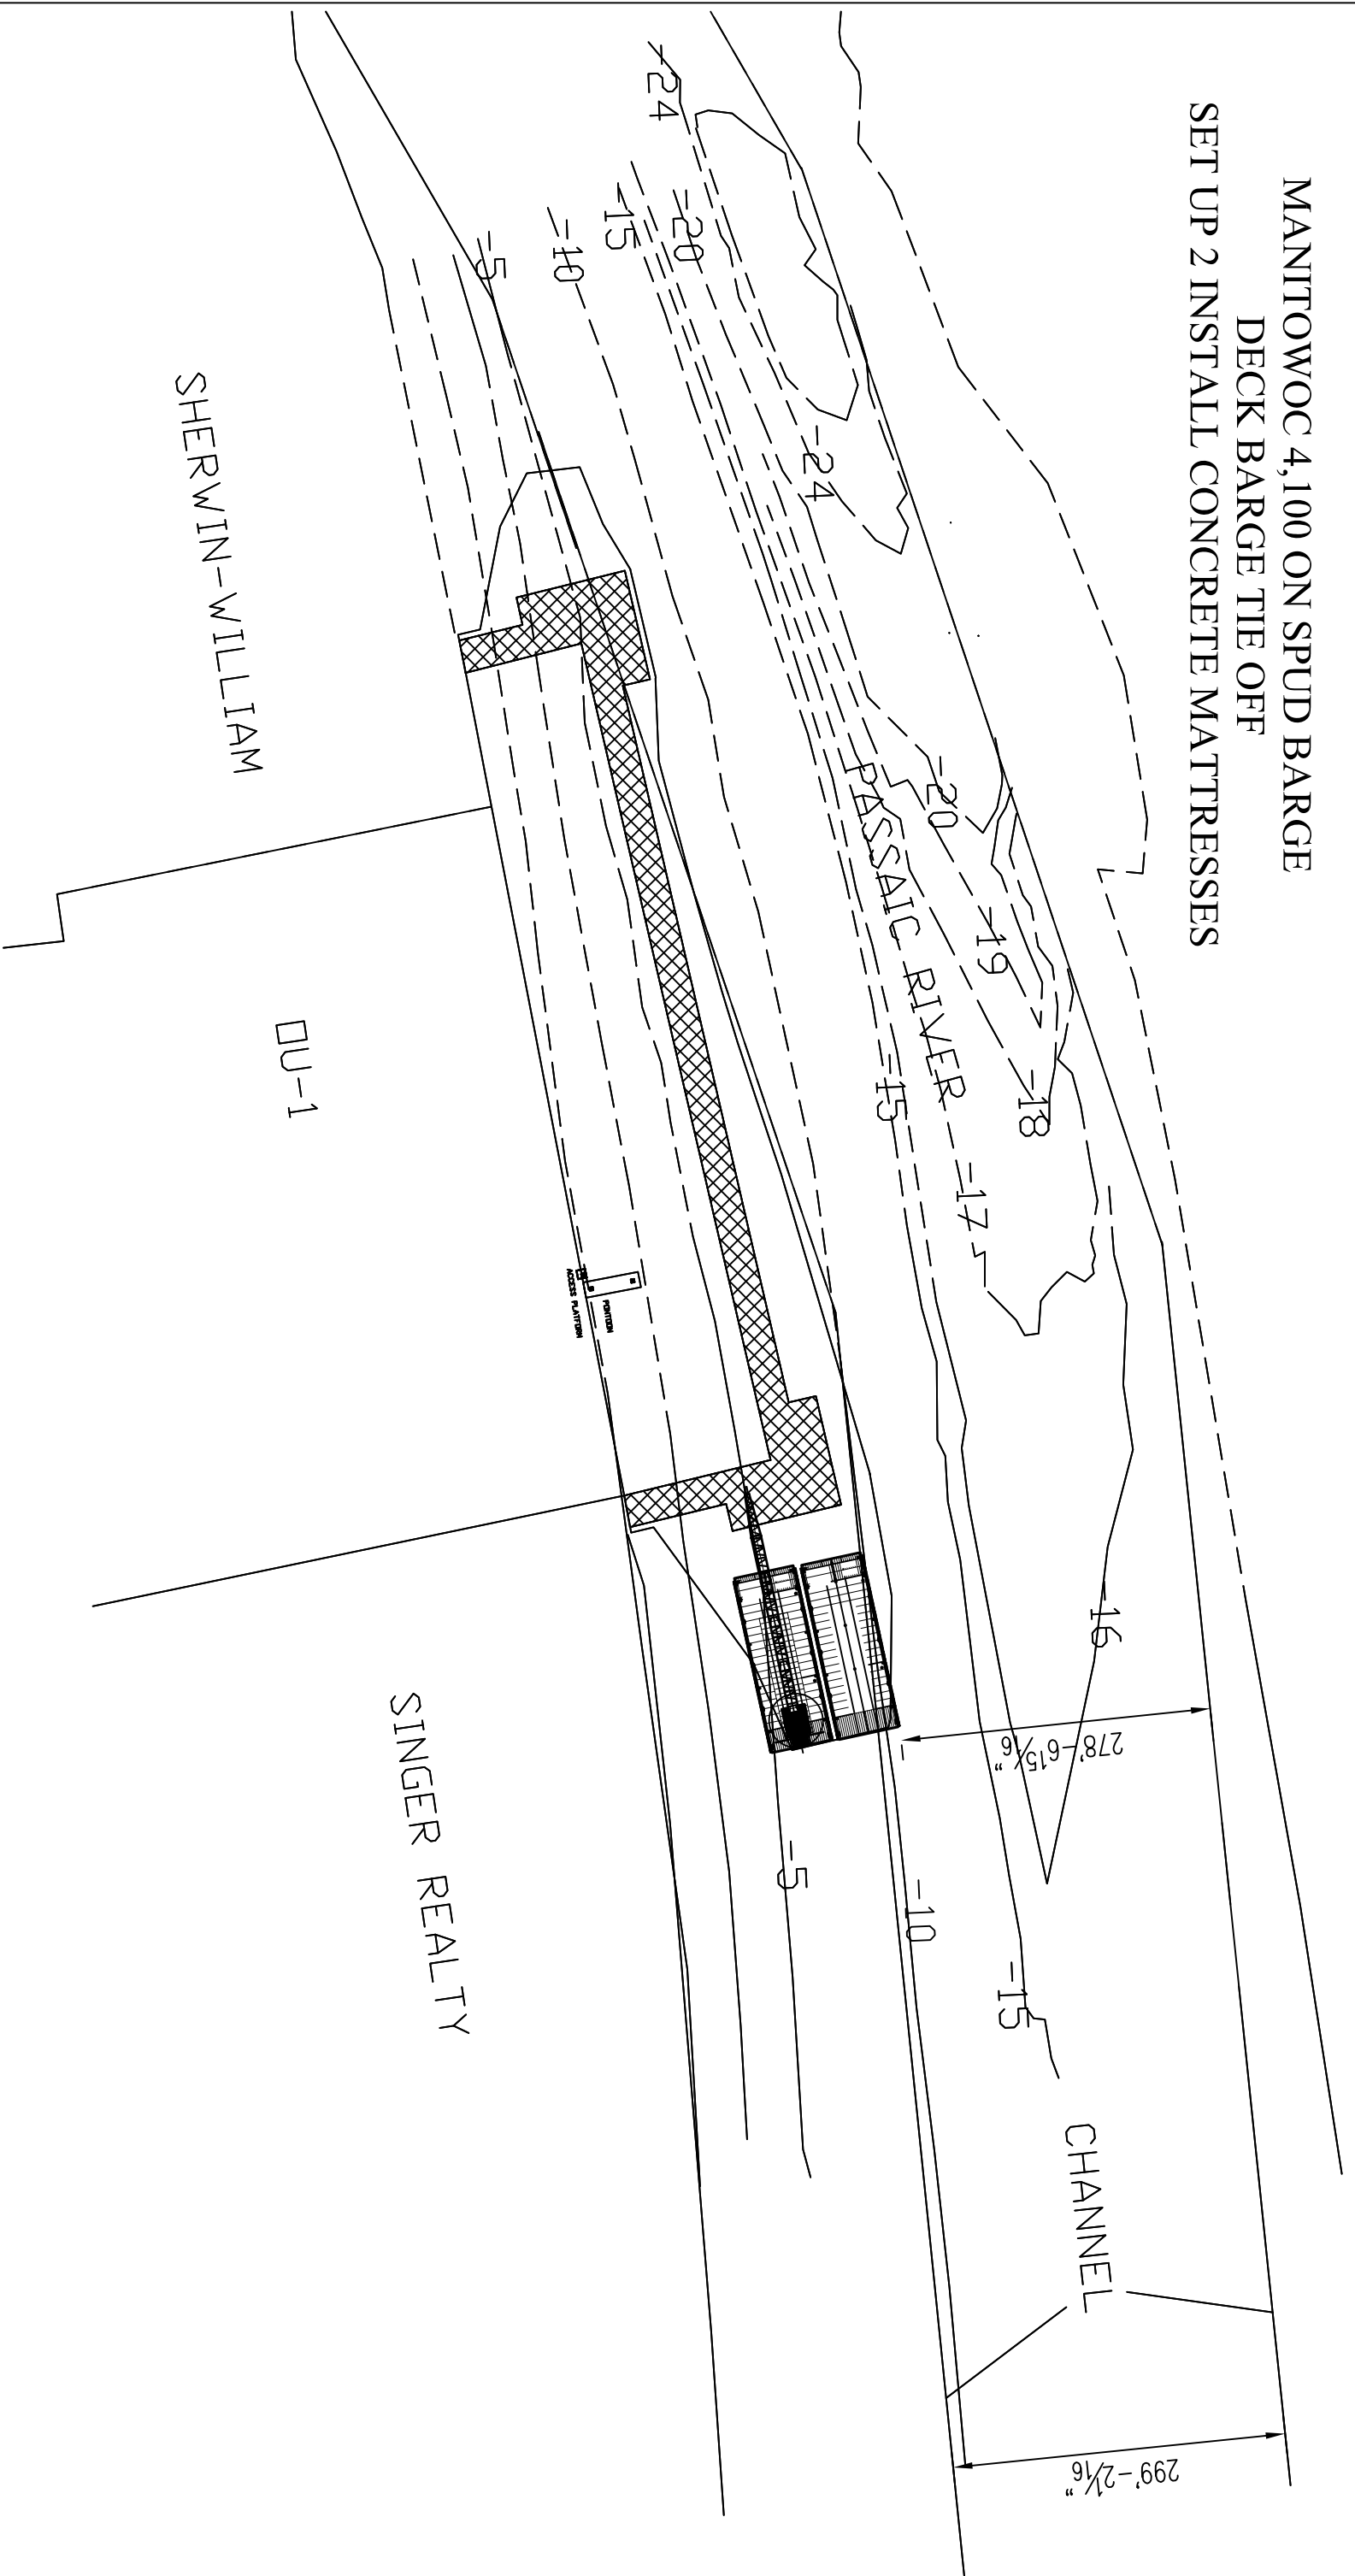 MANITOWOC 4,100 ON SPUD BARGE
DECK BARGE TIE OFF
SET UP 2 INSTALL CONCRETE MATTRESSES
-24
-20
-15
-10
-5
-24
-20
-19
-18
-17
-15
-16
PASSAIC RIVER
SHERWIN-WILLIAM
OU-1
PONTOON
ACCESS PLATFORM
SINGER REALTY
278'-6 15/16"
-5
-10
-15
CHANNEL
299'-2 1/16"